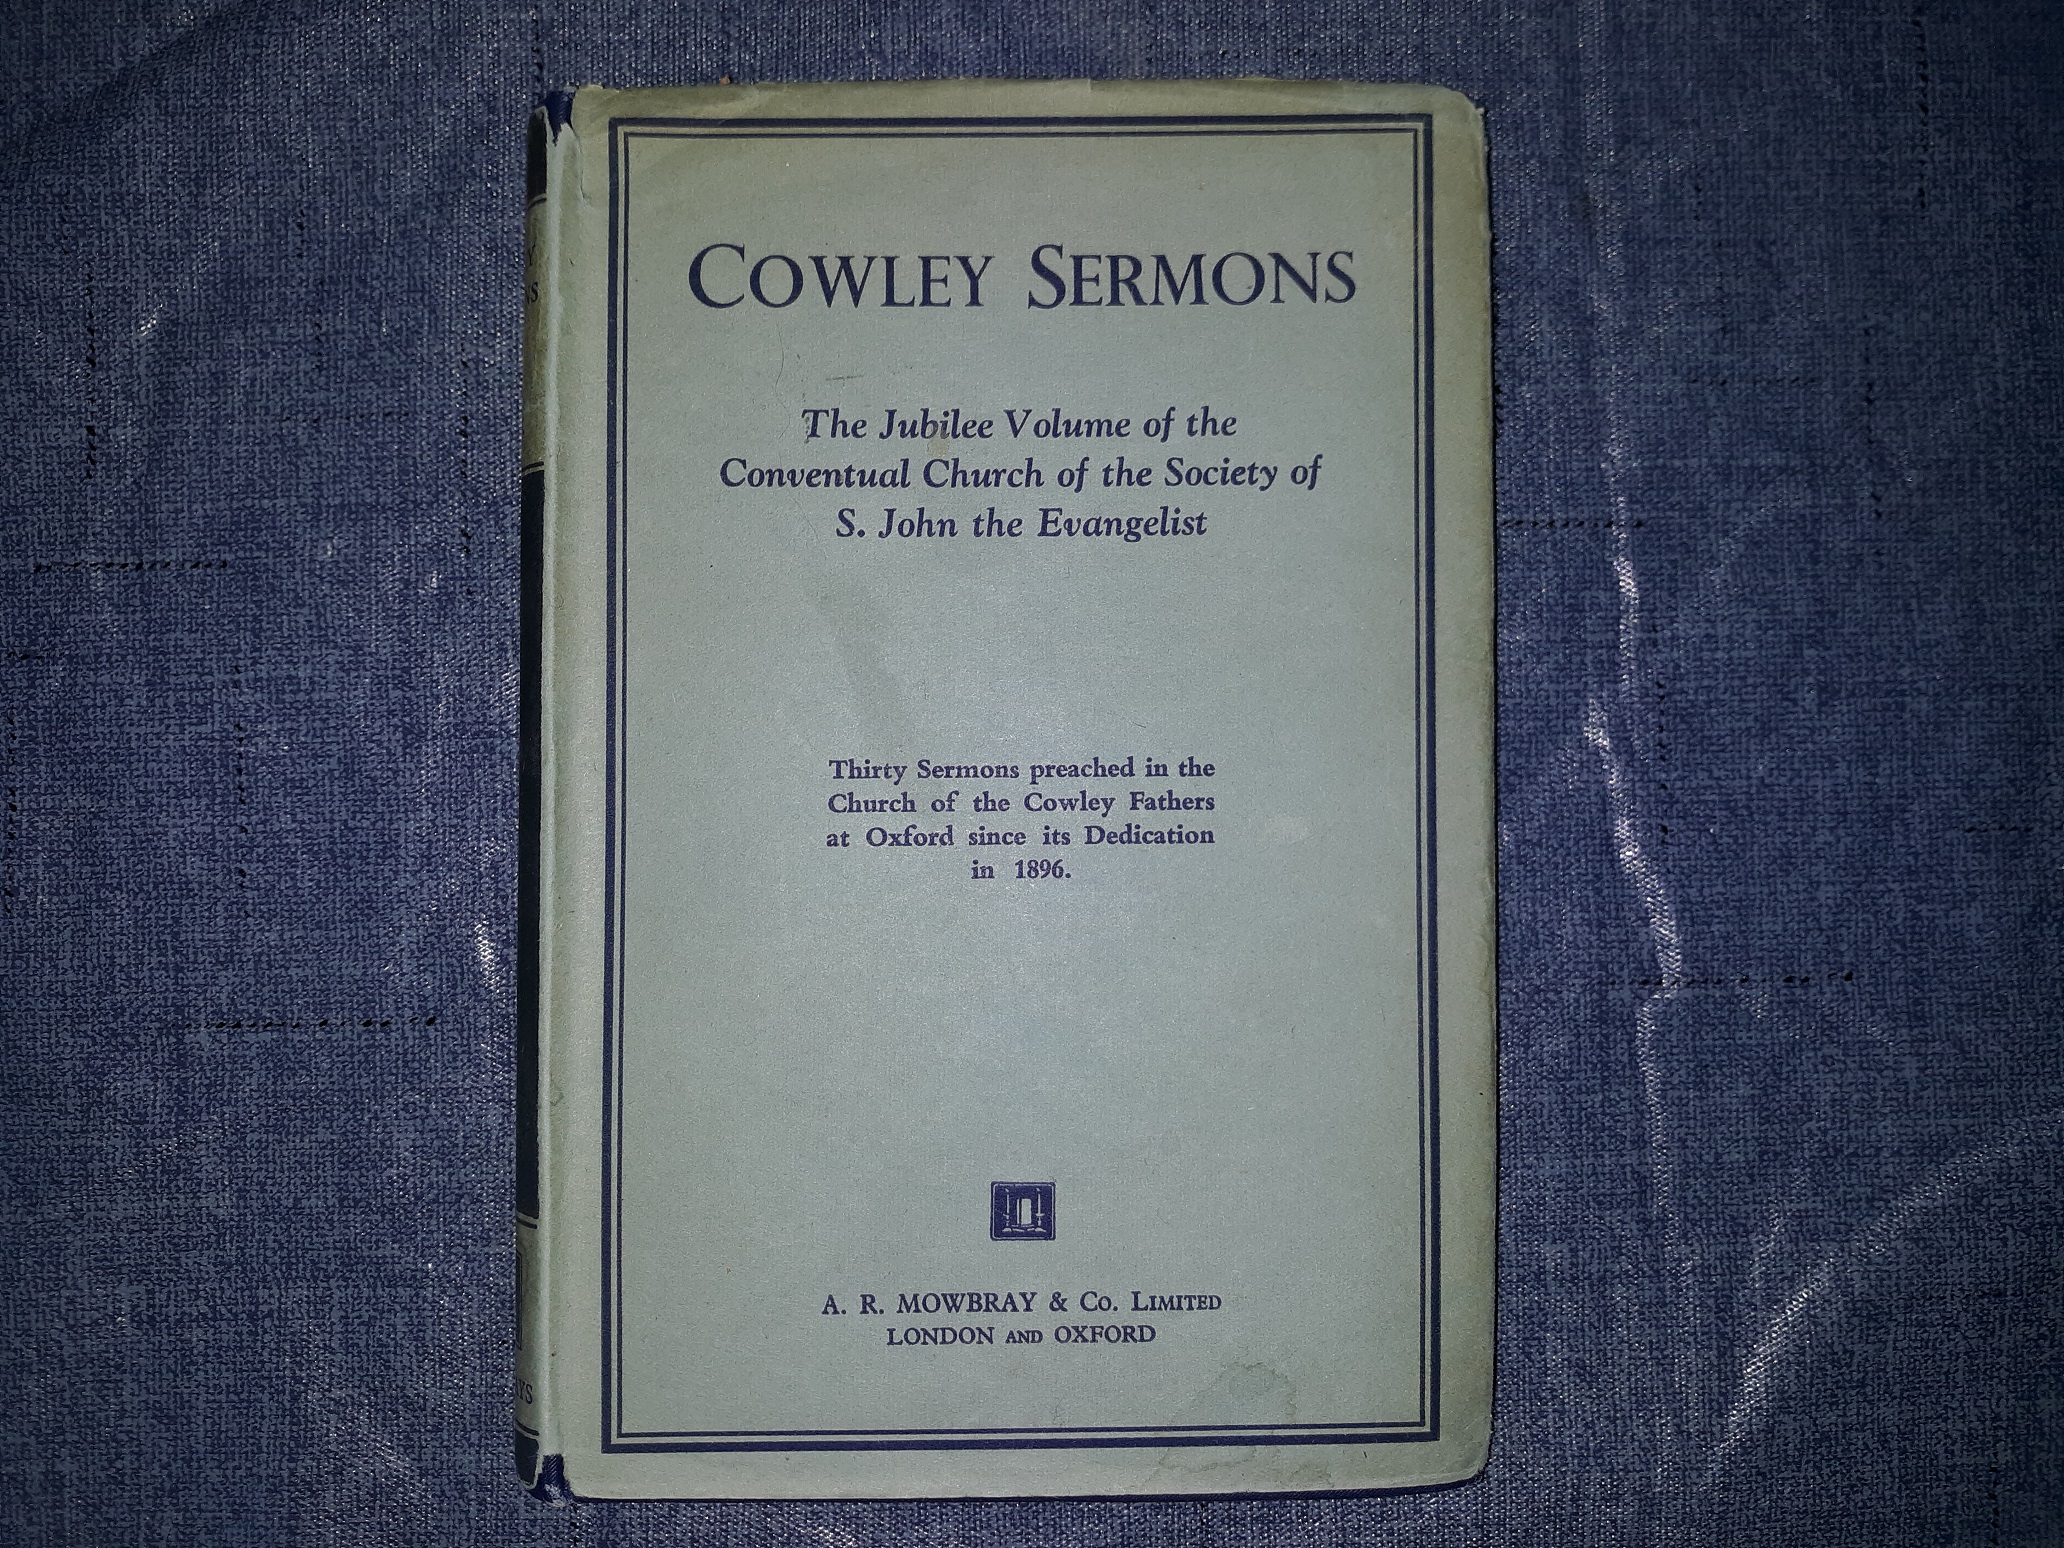 COWLEY SERMONS
The Jubilee Volume of the
Conventual Church of the Society of
S. John the Evangelist
Thirty Sermons preached in the
Church of the Cowley Fathers
at Oxford since its Dedication
in 1896.
A. R. MOWBRAY & Co. LIMITED
LONDON AND OXFORD